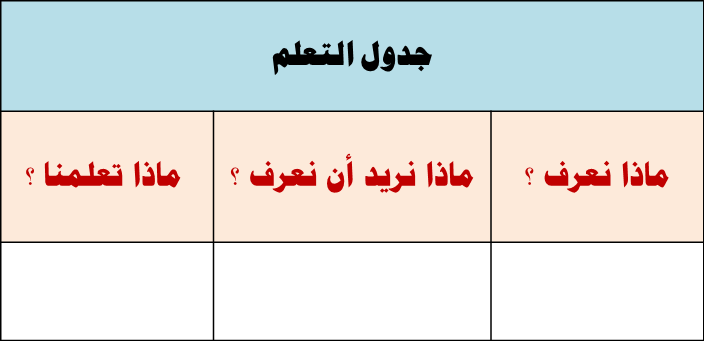 جدول التعلم
ماذا نعرف ؟
ماذا نريد أن نعرف ؟
ماذا تعلمنا ؟